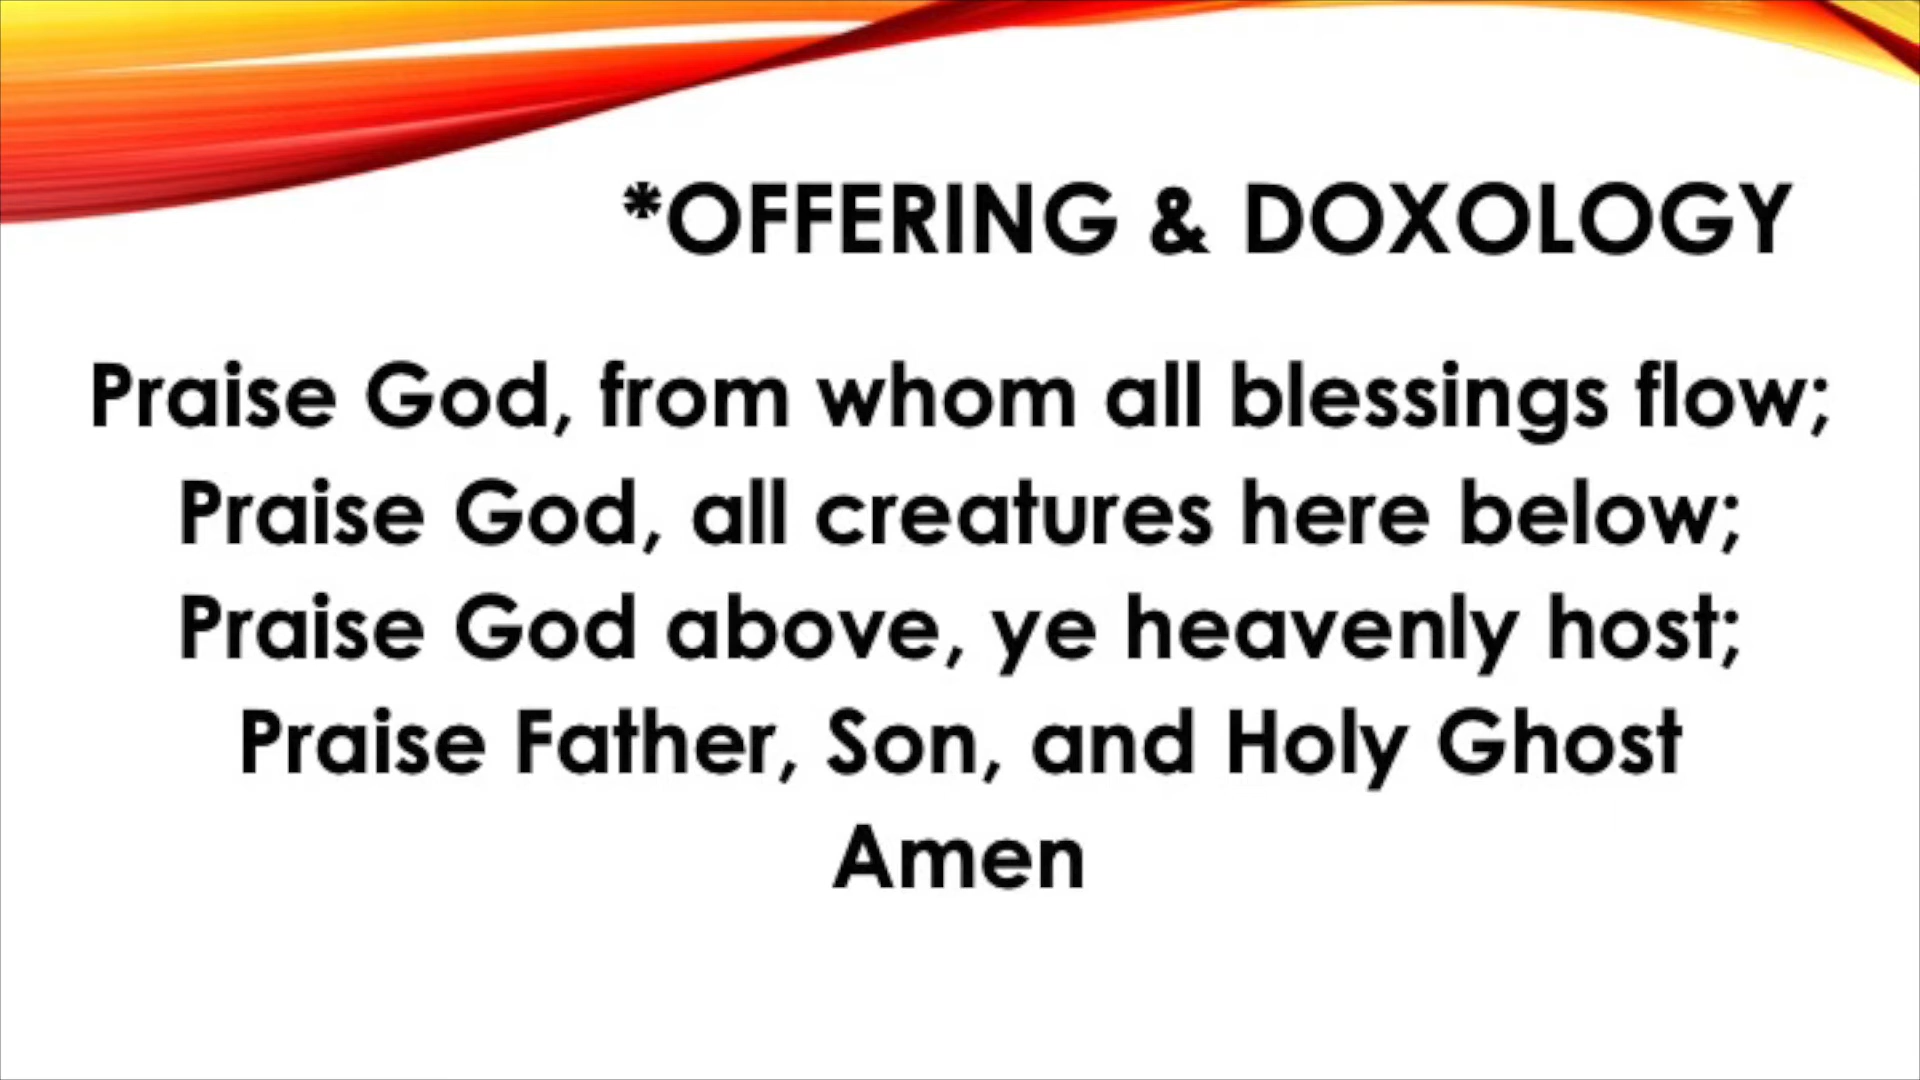 *OFFERING & DOXOLOGY
Praise God, from whom all blessings flow;
Praise God, all creatures here below;
Praise God above, ye heavenly host;
Praise Father, Son, and Holy Ghost
Amen